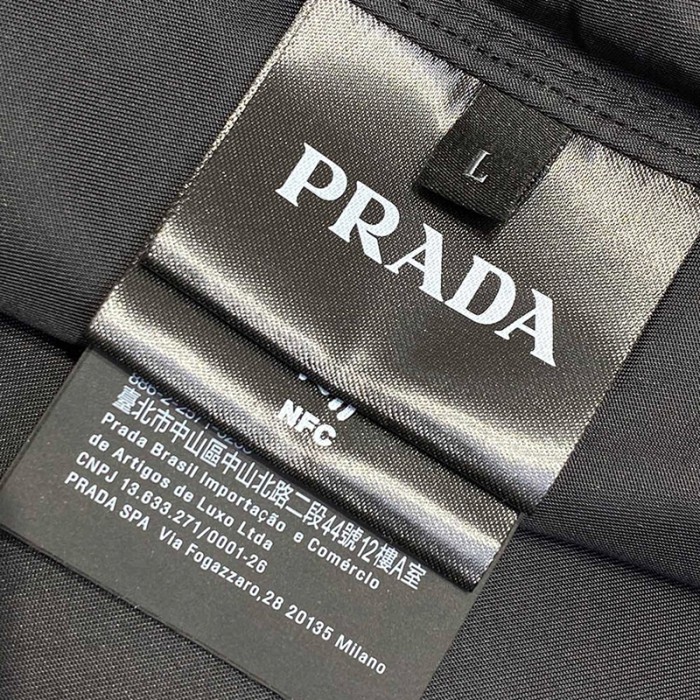 PRADA
L
NFC
臺北市中山區中山北路二段44號12樓A室
Prada Brasil Importação e Comércio
de Artigos de Luxo Ltda
CNPJ 13.633.271/0001-26
PRADA SPA Via Fogazzaro,28 20135 Milano